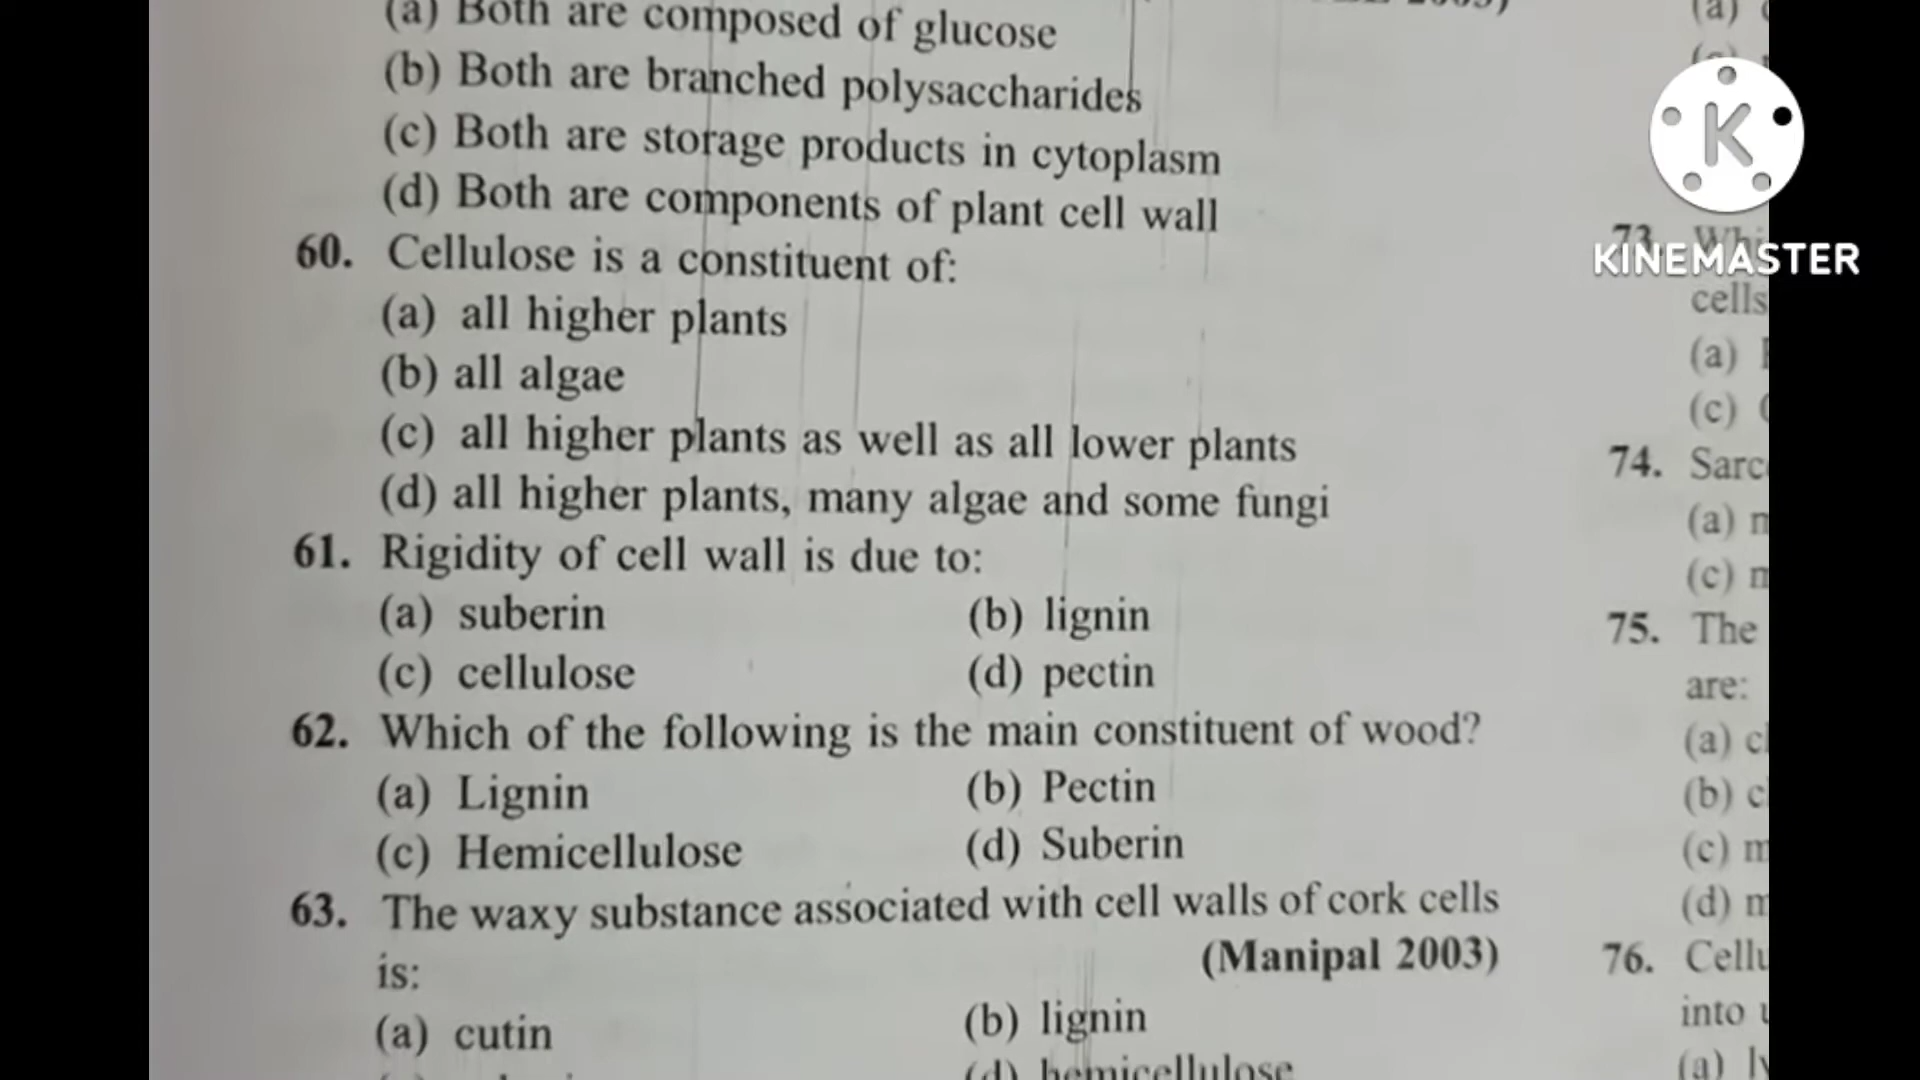 (a) Both are composed of glucose
(b) Both are branched polysaccharides
(c) Both are storage products in cytoplasm
(d) Both are components of plant cell wall
60. Cellulose is a constituent of:
(a) all higher plants
(b) all algae
(c) all higher plants as well as all lower plants
(d) all higher plants, many algae and some fungi
61. Rigidity of cell wall is due to:
(a) suberin (b) lignin
(c) cellulose (d) pectin
62. Which of the following is the main constituent of wood?
(a) Lignin (b) Pectin
(c) Hemicellulose (d) Suberin
63. The waxy substance associated with cell walls of cork cells
is: (Manipal 2003)
(a) cutin (b) lignin
(d) hemicellulose
(a)
73.
cells
(a)
(c)
74.
(a)
(c)
75. The
are:
(a)
(b)
(c)
(d)
76.
into
(a)
KINEMASTER